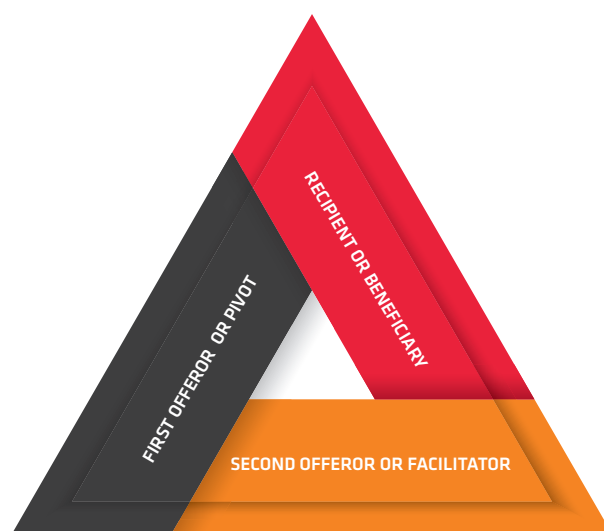 RECIPIENT OR BENEFICIARY
FIRST OFFEROR OR PIVOT
SECOND OFFEROR OR FACILITATOR